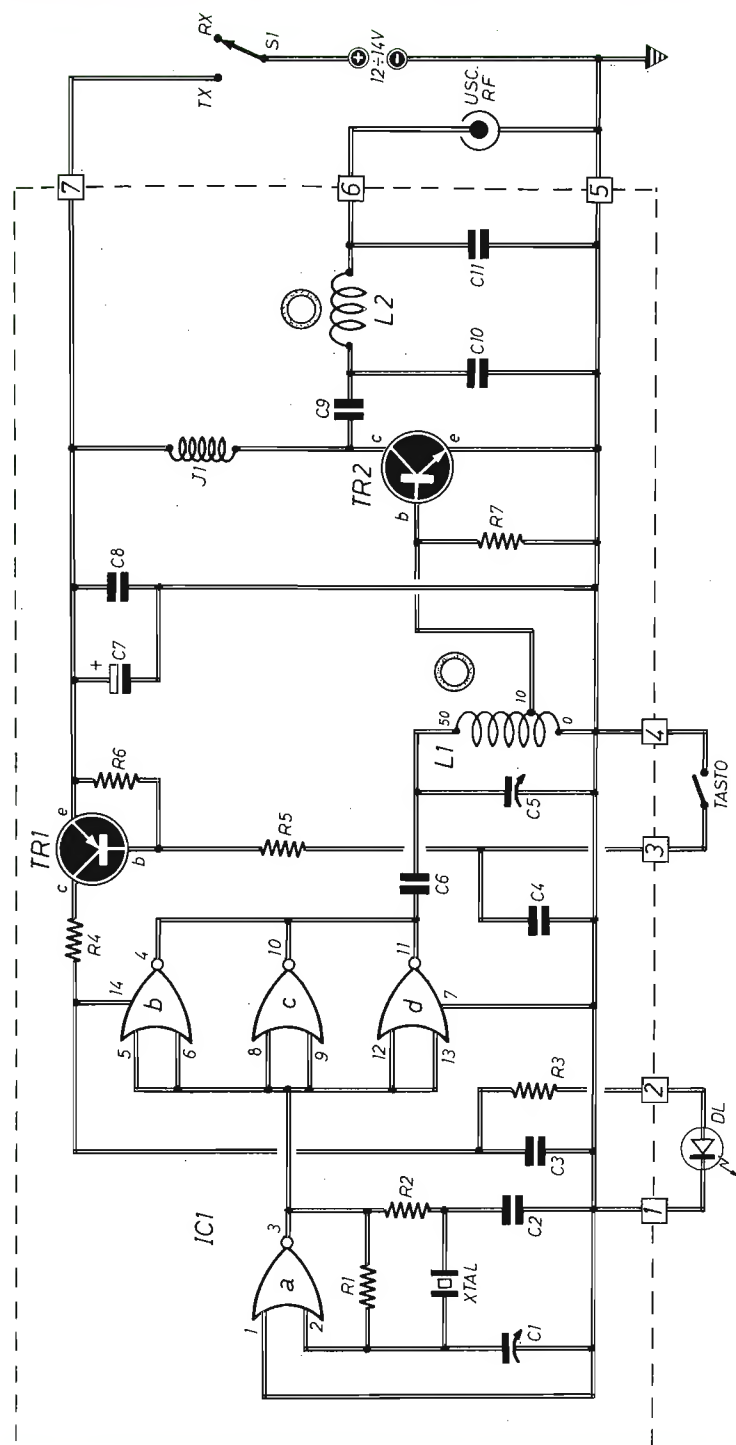 IC1
1
2
a
3
R1
R2
XTAL
C1
C2
C3
R3
5
6
b
4
14
8
9
c
10
12
13
d
11
7
R4
TR1
c
e
b
R6
R5
C4
C6
C5
L1
50
10
0
+
C7
C8
J1
TR2
b
c
e
R7
C9
L2
C10
C11
1
DL
2
3
TASTO
4
5
6
7
USC.
RF
TX
RX
S1
+
12÷14V
-